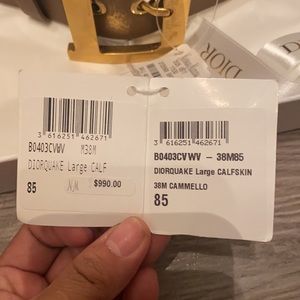 DIOR
3 616251 462671
B0403CVWV M38M
DIORQUAKE Large CALF
85
$990.00
3 616251 462671
B0403CVWV - 38M85
DIORQUAKE Large CALFSKIN
38M CAMMELLO
85